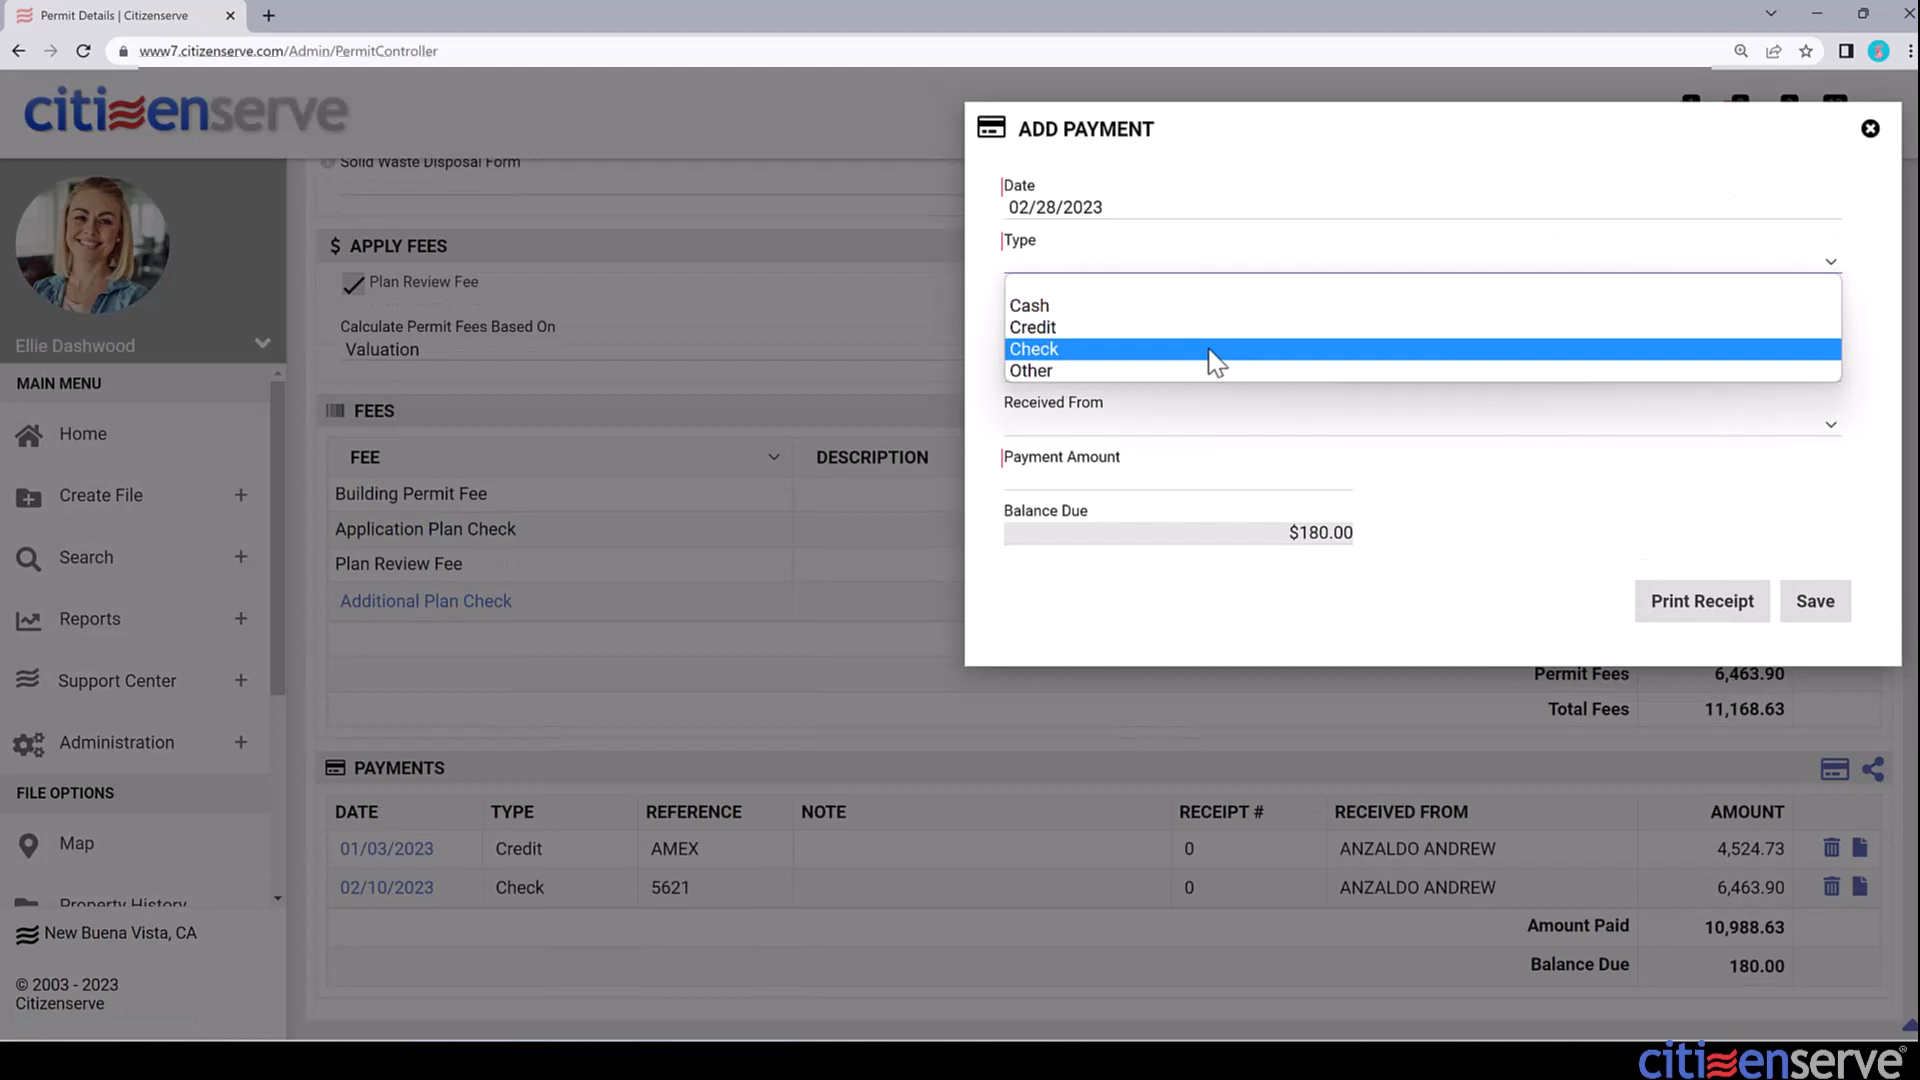 Permit Details | Citizenserve
www7.citizenserve.com/Admin/PermitController
citizenserve
Ellie Dashwood
MAIN MENU
Home
Create File
Search
Reports
Support Center
Administration
FILE OPTIONS
Map
Property History
New Buena Vista, CA
© 2003 - 2023
Citizenserve
Solid Waste Disposal Form
$ APPLY FEES
Plan Review Fee
Calculate Permit Fees Based On
Valuation
FEES
FEE DESCRIPTION
Building Permit Fee
Application Plan Check
Plan Review Fee
Additional Plan Check
Permit Fees 6,463.90
Total Fees 11,168.63
ADD PAYMENT
Date
02/28/2023
Type
Cash
Credit
Check
Other
Received From
Payment Amount
Balance Due
$180.00
Print Receipt Save
PAYMENTS
DATE TYPE REFERENCE NOTE RECEIPT # RECEIVED FROM AMOUNT
01/03/2023 Credit AMEX 0 ANZALDO ANDREW 4,524.73
02/10/2023 Check 5621 0 ANZALDO ANDREW 6,463.90
Amount Paid 10,988.63
Balance Due 180.00
citizenserve®